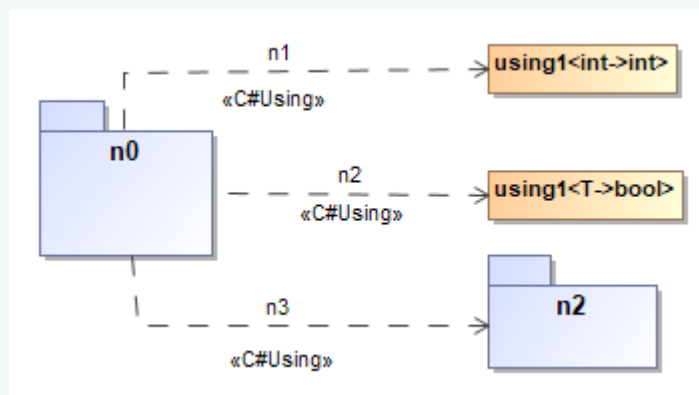 n1
using1<int->int>
«C#Using»
n0
n2
using1<T->bool>
«C#Using»
n3
n2
«C#Using»